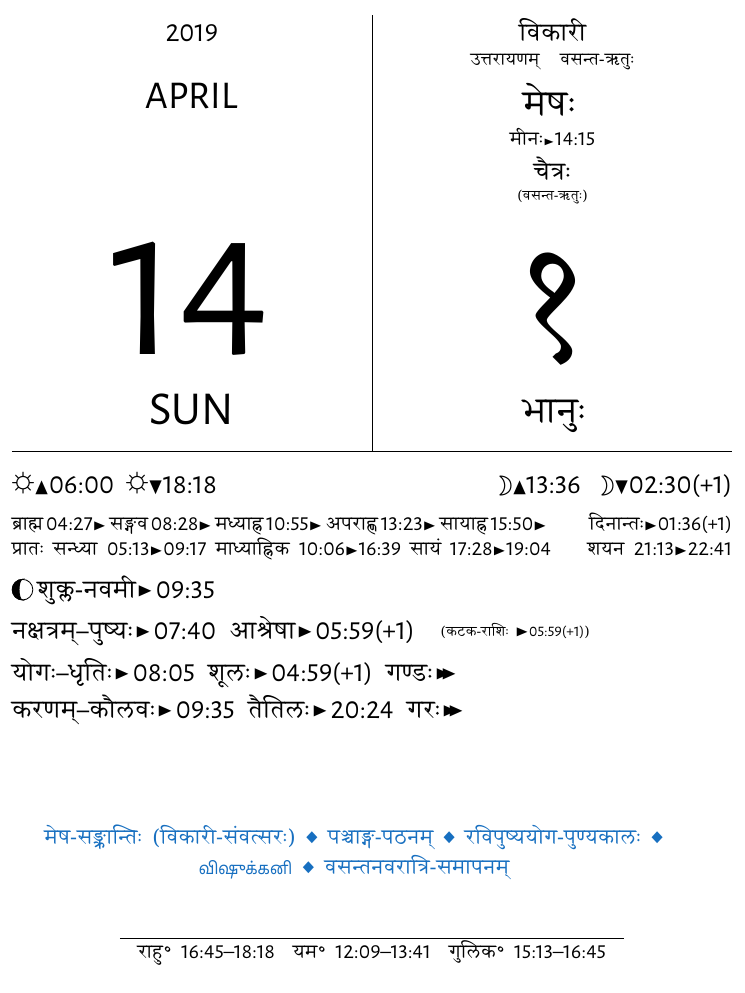 2019
APRIL
14
SUN
विकारी
उत्तरायणम् वसन्त-ऋतुः
मेषः
मीनः►14:15
चैत्रः
(वसन्त-ऋतुः)
१
भानुः
☼▲06:00 ☼▼18:18 ☽▲13:36 ☽▼02:30(+1)
ब्राह्म 04:27► सङ्गव 08:28► मध्याह्न 10:55► अपराह्ण 13:23► सायाह्न 15:50► दिनान्तः►01:36(+1)
प्रातः सन्ध्या 05:13►09:17 माध्याह्निक 10:06►16:39 सायं 17:28►19:04 शयन 21:13►22:41
शुक्ल-नवमी► 09:35
नक्षत्रम्–पुष्यः► 07:40 आश्रेषा► 05:59(+1) (कटक-राशिः ►05:59(+1))
योगः–धृतिः► 08:05 शूलः► 04:59(+1) गण्डः►►
करणम्–कौलवः► 09:35 तैतिलः► 20:24 गरः►►
मेष-सङ्क्रान्तिः (विकारी-संवत्सरः) ◆ पञ्चाङ्ग-पठनम् ◆ रविपुष्ययोग-पुण्यकालः ◆
விஷுக்கனி ◆ वसन्तनवरात्रि-समापनम्
राहु॰ 16:45–18:18 यम॰ 12:09–13:41 गुलिक॰ 15:13–16:45